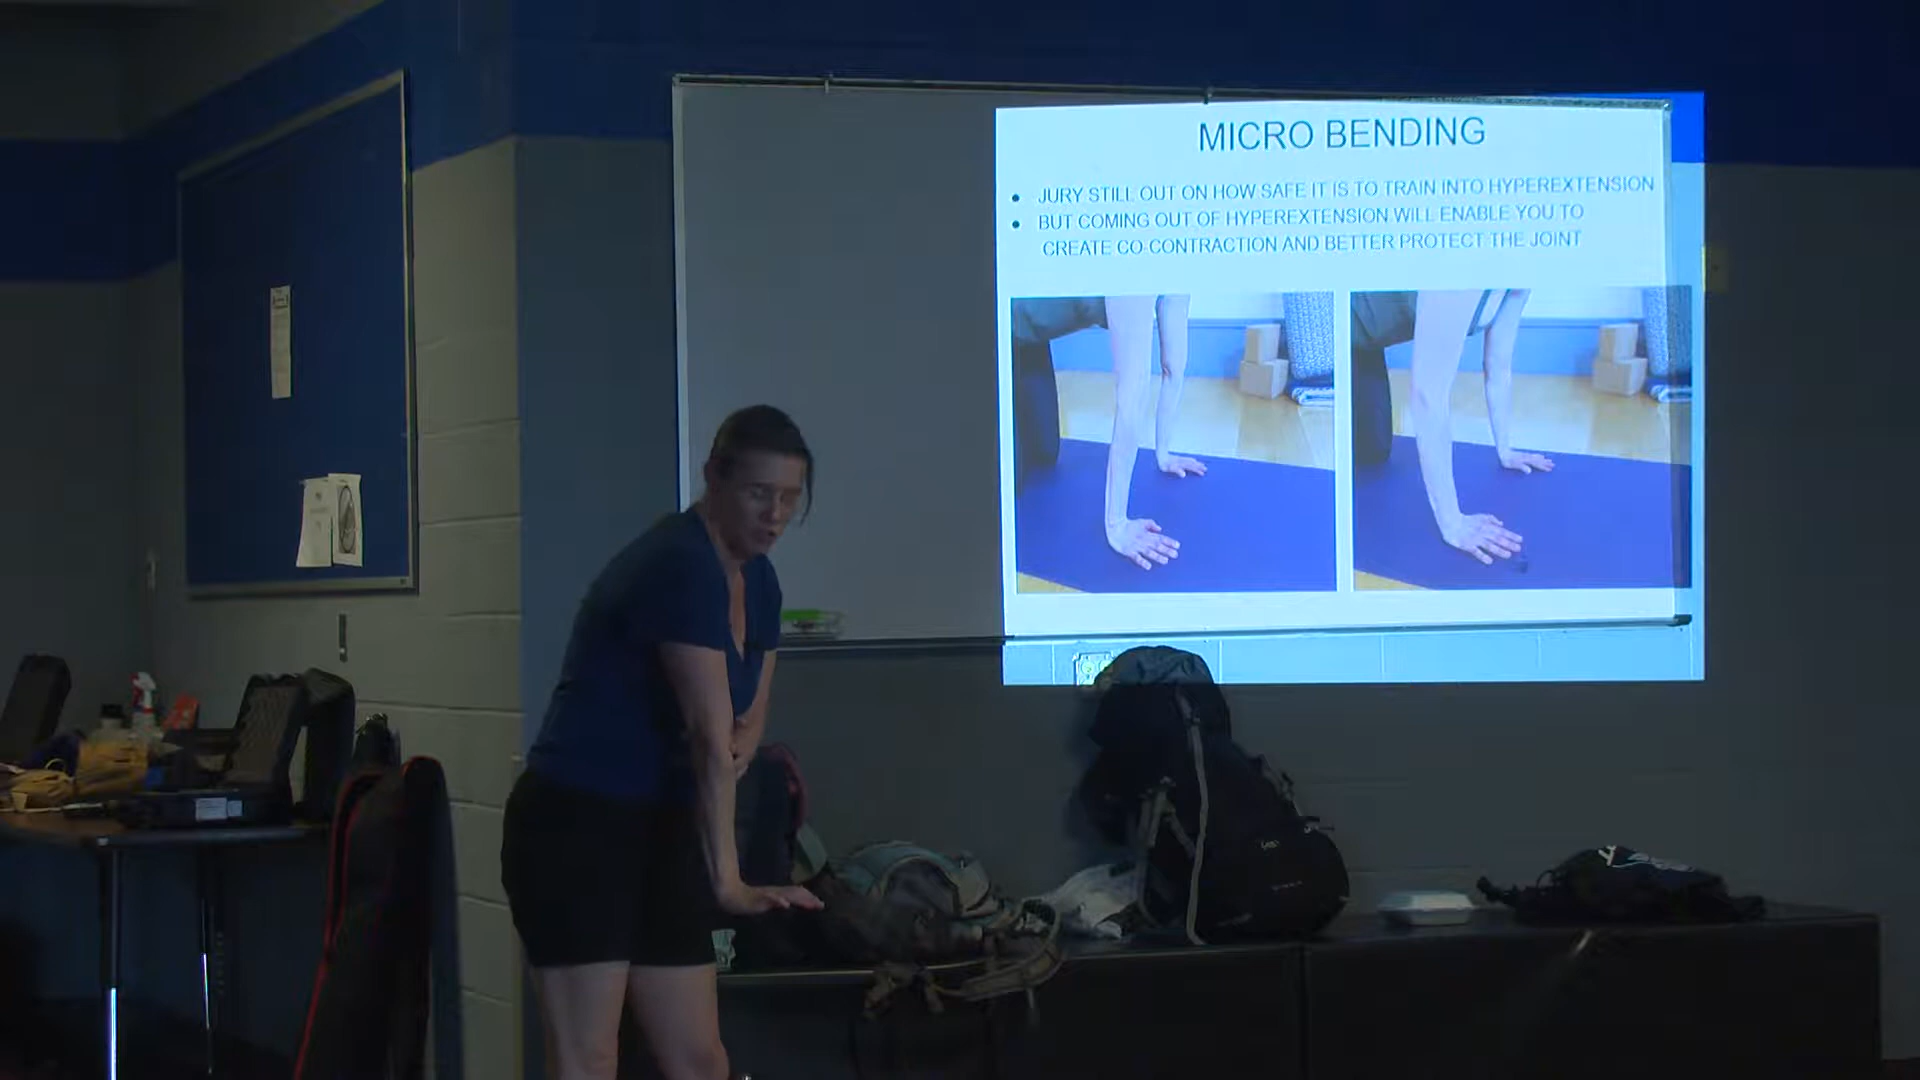 MICRO BENDING
JURY STILL OUT ON HOW SAFE IT IS TO TRAIN INTO HYPEREXTENSION
BUT COMING OUT OF HYPEREXTENSION WILL ENABLE YOU TO
CREATE CO-CONTRACTION AND BETTER PROTECT THE JOINT